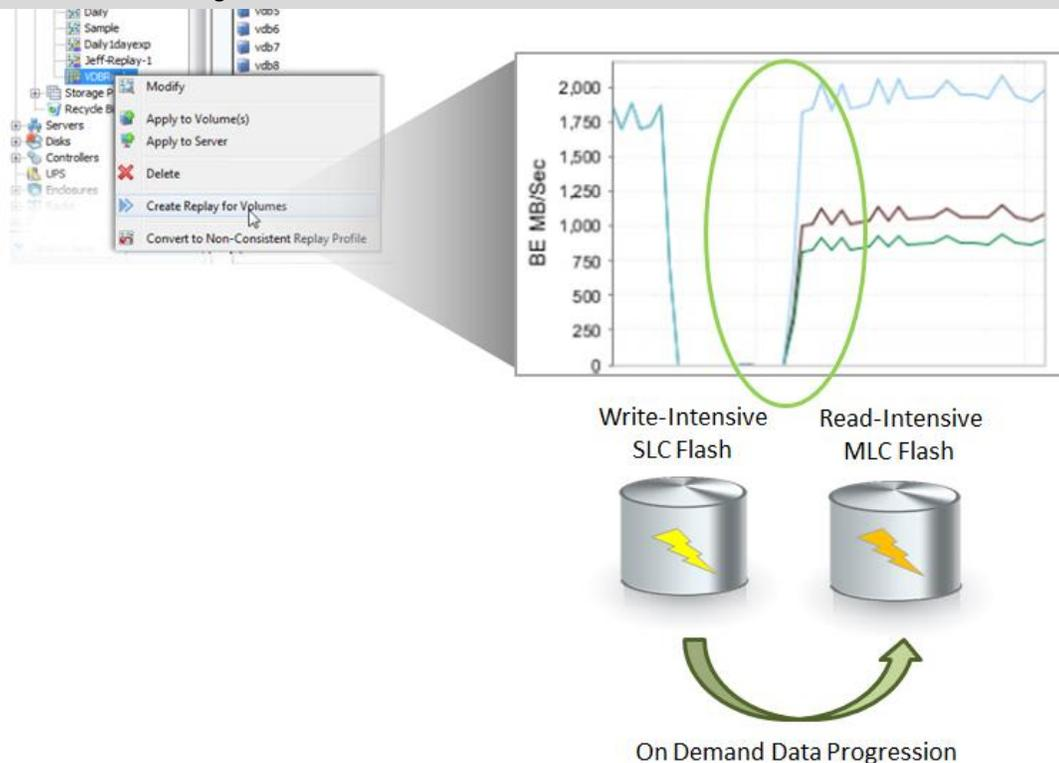 Daily
Sample
Daily1dayexp
Jeff-Replay-1
Storage P
Recycle B
Servers
Disks
Controllers
UPS
Enclosures
vdb5
vdb6
vdb7
vdb8
Modify
Apply to Volume(s)
Apply to Server
Delete
Create Replay for Volumes
Convert to Non-Consistent Replay Profile
BE MB/Sec
2,000
1,750
1,500
1,250
1,000
750
500
250
0
Write-Intensive
SLC Flash
Read-Intensive
MLC Flash
On Demand Data Progression